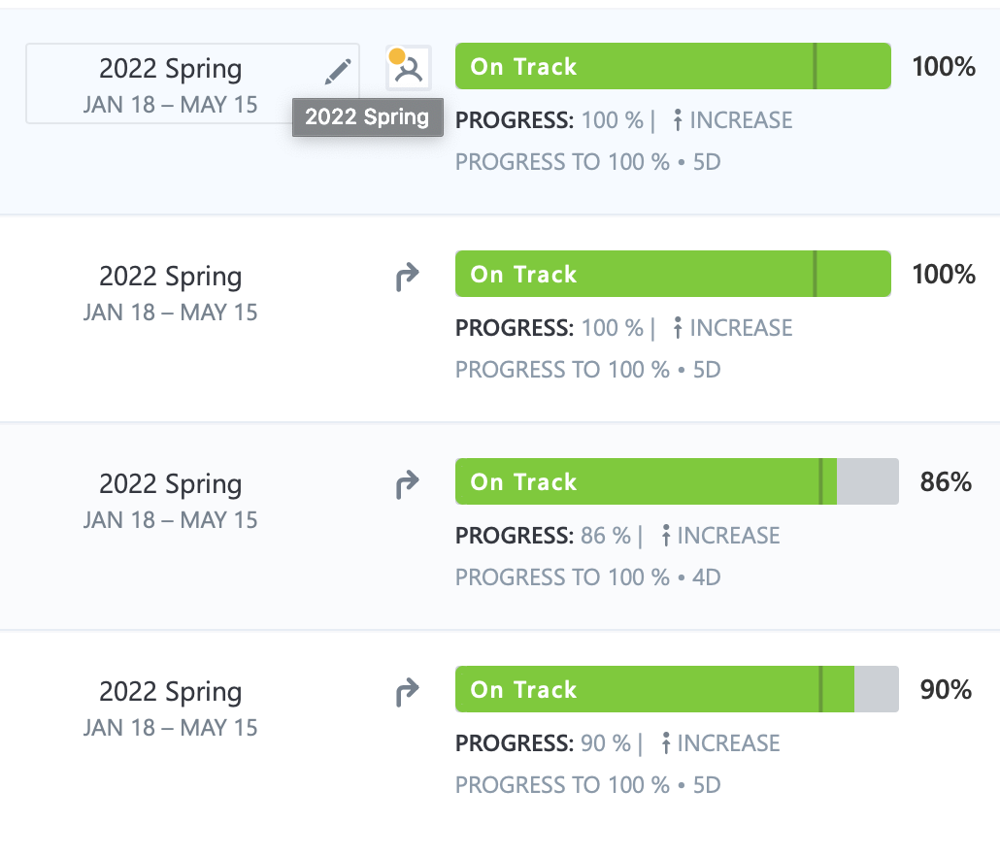 2022 Spring
JAN 18 – MAY 15
2022 Spring
On Track
100%
PROGRESS: 100 % | INCREASE
PROGRESS TO 100 % • 5D
2022 Spring
JAN 18 – MAY 15
On Track
100%
PROGRESS: 100 % | INCREASE
PROGRESS TO 100 % • 5D
2022 Spring
JAN 18 – MAY 15
On Track
86%
PROGRESS: 86 % | INCREASE
PROGRESS TO 100 % • 4D
2022 Spring
JAN 18 – MAY 15
On Track
90%
PROGRESS: 90 % | INCREASE
PROGRESS TO 100 % • 5D